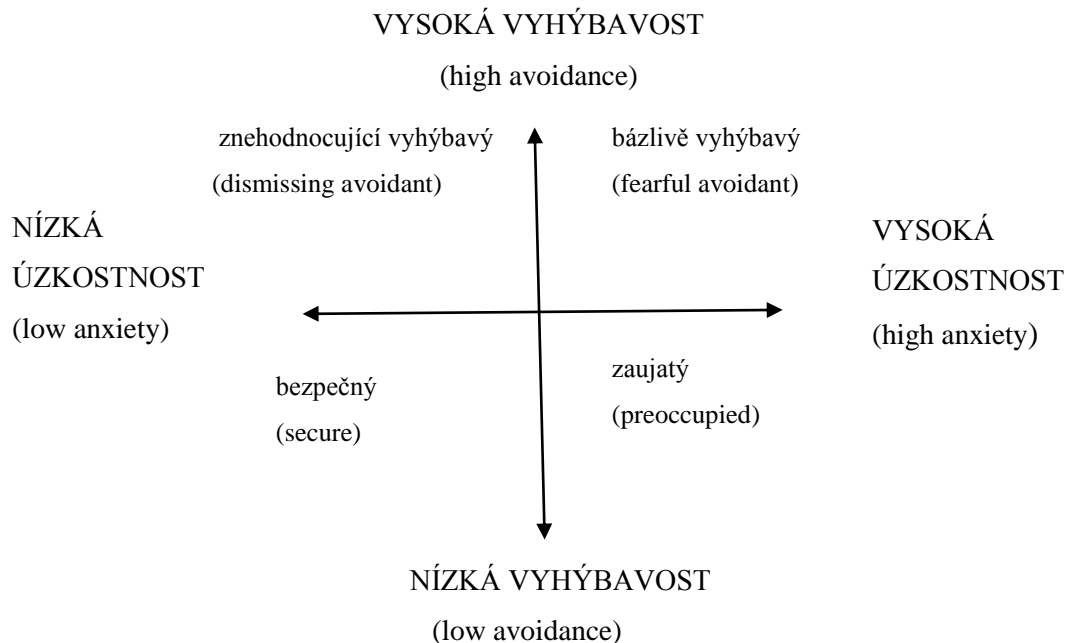 VYSOKÁ VYHÝBAVOST
(high avoidance)
znehodnocující vyhýbavý
(dismissing avoidant)
bázlivě vyhýbavý
(fearful avoidant)
NÍZKÁ
ÚZKOSTNOST
(low anxiety)
VYSOKÁ
ÚZKOSTNOST
(high anxiety)
bezpečný
(secure)
zaujatý
(preoccupied)
NÍZKÁ VYHÝBAVOST
(low avoidance)